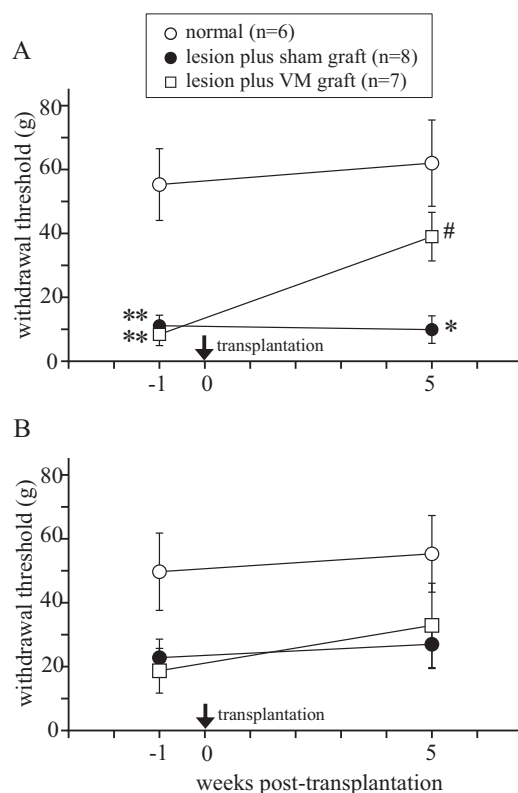 normal (n=6)
lesion plus sham graft (n=8)
lesion plus VM graft (n=7)
A
withdrawal threshold (g)
80
60
40
20
0
#
**
**
*
transplantation
-1
0
5
B
withdrawal threshold (g)
80
60
40
20
0
transplantation
-1
0
5
weeks post-transplantation